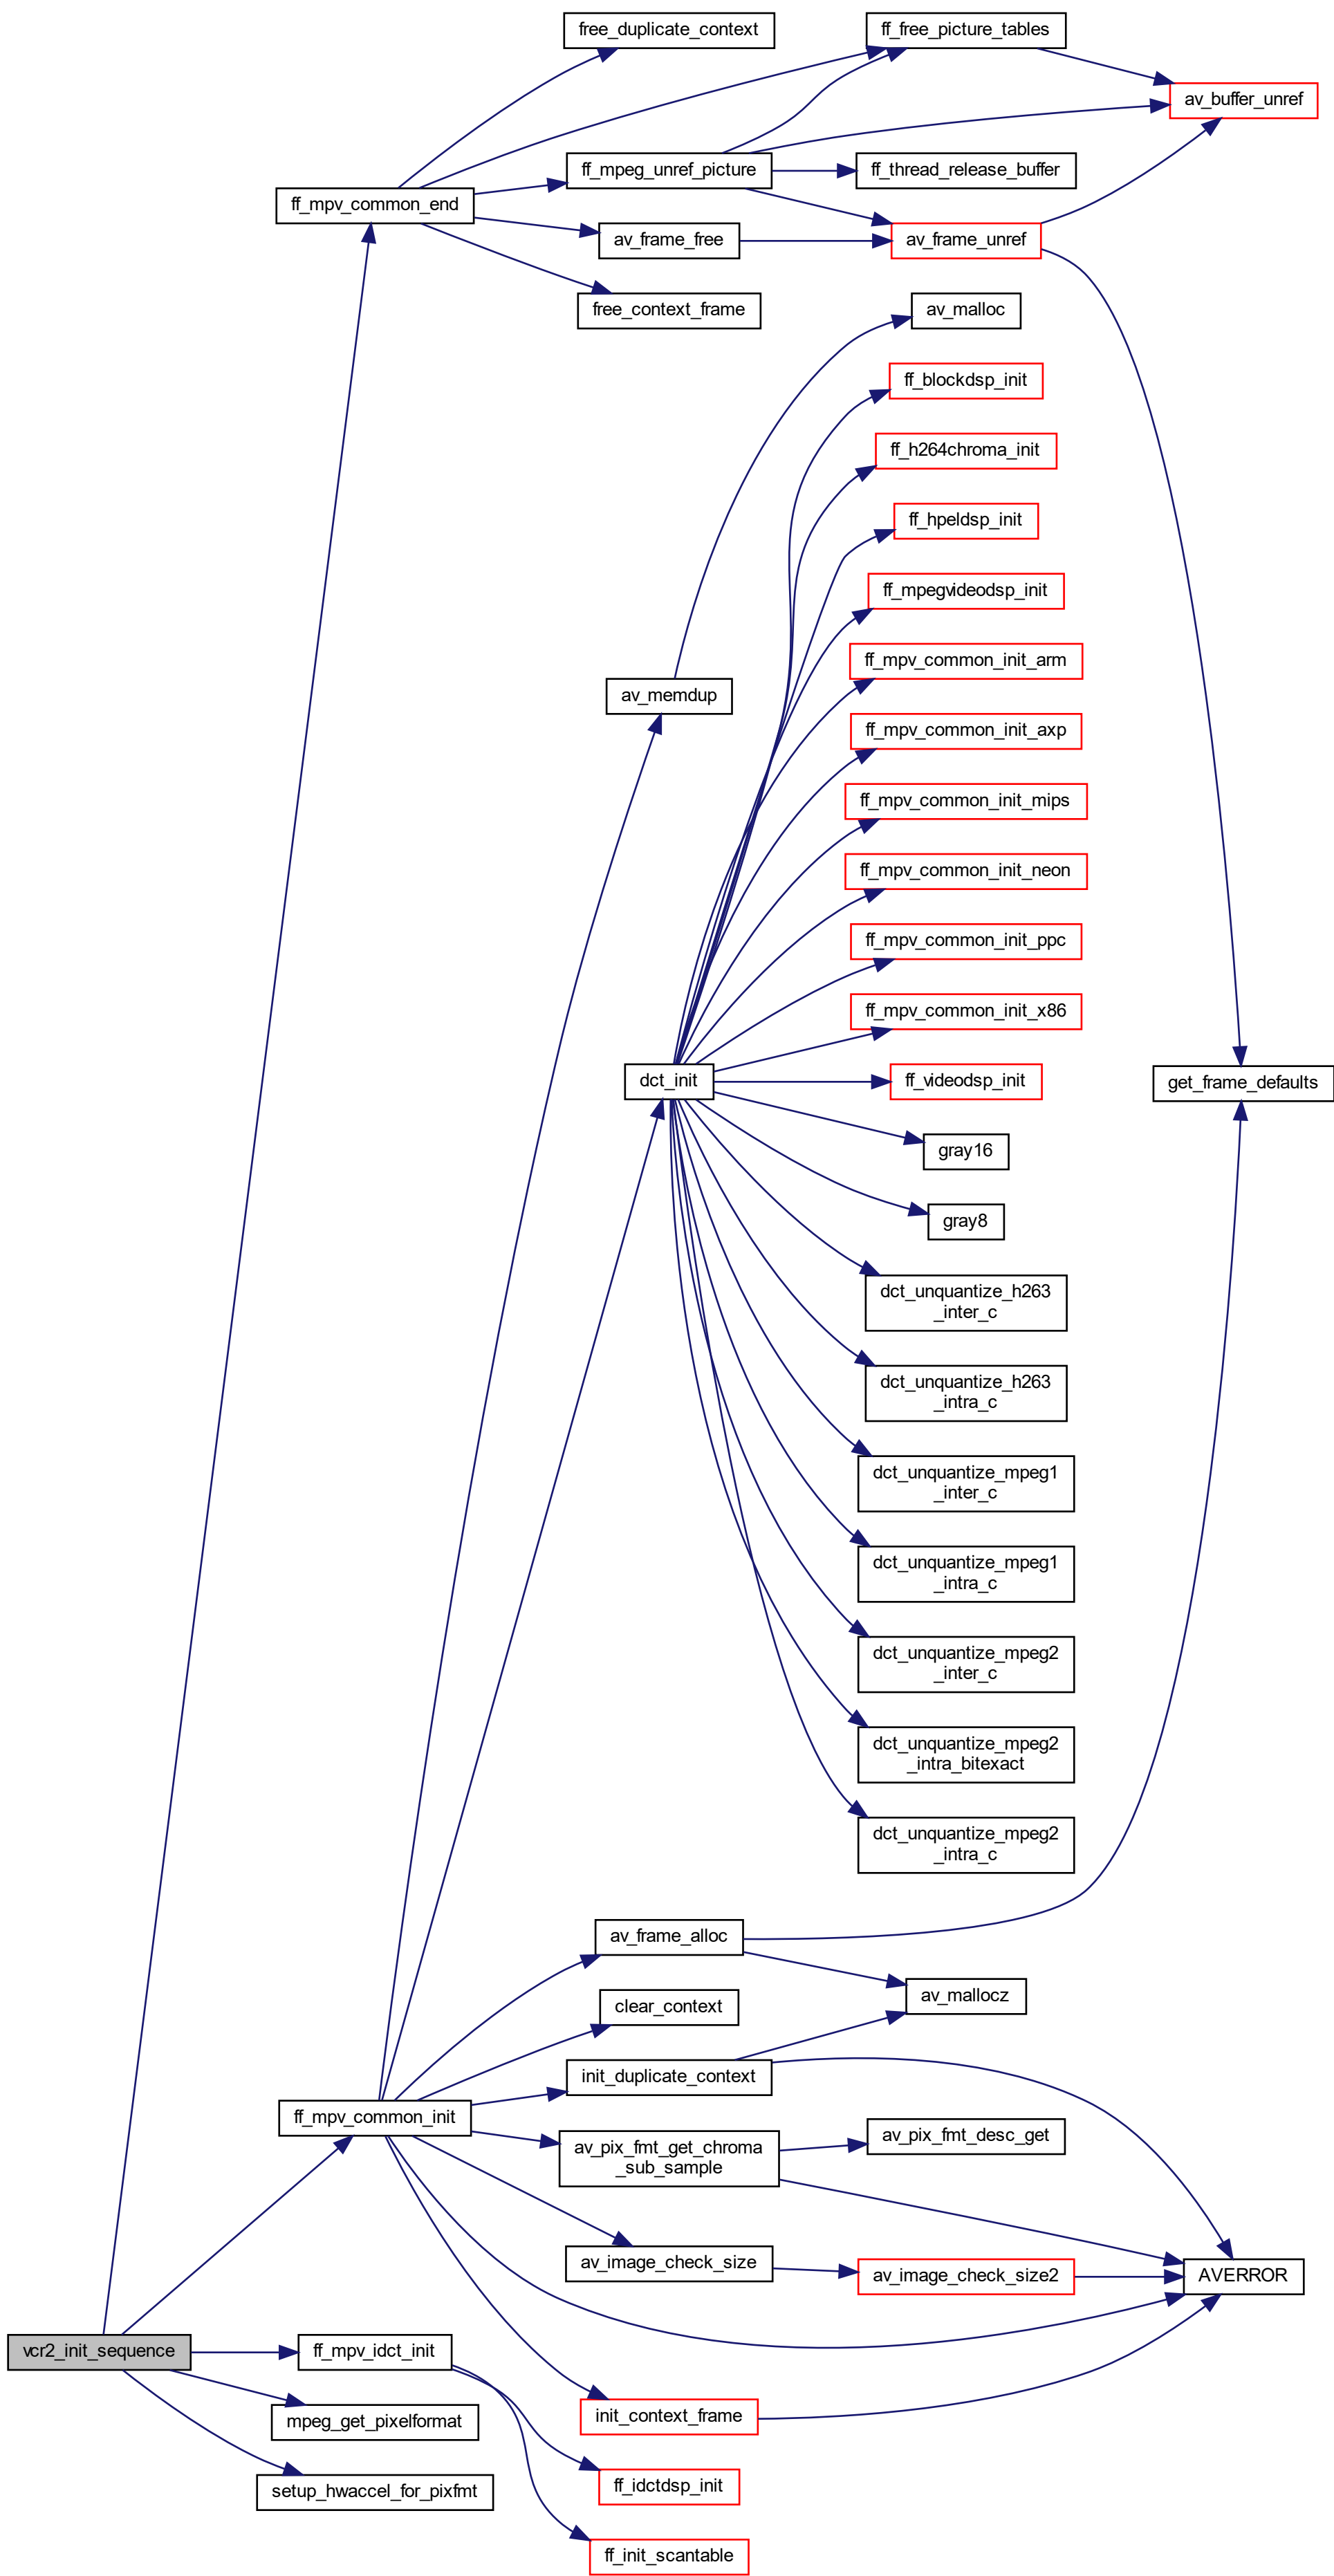 free_duplicate_context
ff_free_picture_tables
av_buffer_unref
ff_mpeg_unref_picture
ff_thread_release_buffer
ff_mpv_common_end
av_frame_free
av_frame_unref
free_context_frame
av_malloc
ff_blockdsp_init
ff_h264chroma_init
ff_hpeldsp_init
ff_mpegvideodsp_init
ff_mpv_common_init_arm
av_memdup
ff_mpv_common_init_axp
ff_mpv_common_init_mips
ff_mpv_common_init_neon
ff_mpv_common_init_ppc
ff_mpv_common_init_x86
dct_init
ff_videodsp_init
get_frame_defaults
gray16
gray8
dct_unquantize_h263
_inter_c
dct_unquantize_h263
_intra_c
dct_unquantize_mpeg1
_inter_c
dct_unquantize_mpeg1
_intra_c
dct_unquantize_mpeg2
_inter_c
dct_unquantize_mpeg2
_intra_bitexact
dct_unquantize_mpeg2
_intra_c
av_frame_alloc
av_mallocz
clear_context
init_duplicate_context
ff_mpv_common_init
av_pix_fmt_get_chroma
_sub_sample
av_pix_fmt_desc_get
av_image_check_size
av_image_check_size2
AVERROR
vcr2_init_sequence
ff_mpv_idct_init
init_context_frame
mpeg_get_pixelformat
setup_hwaccel_for_pixfmt
ff_idctdsp_init
ff_init_scantable